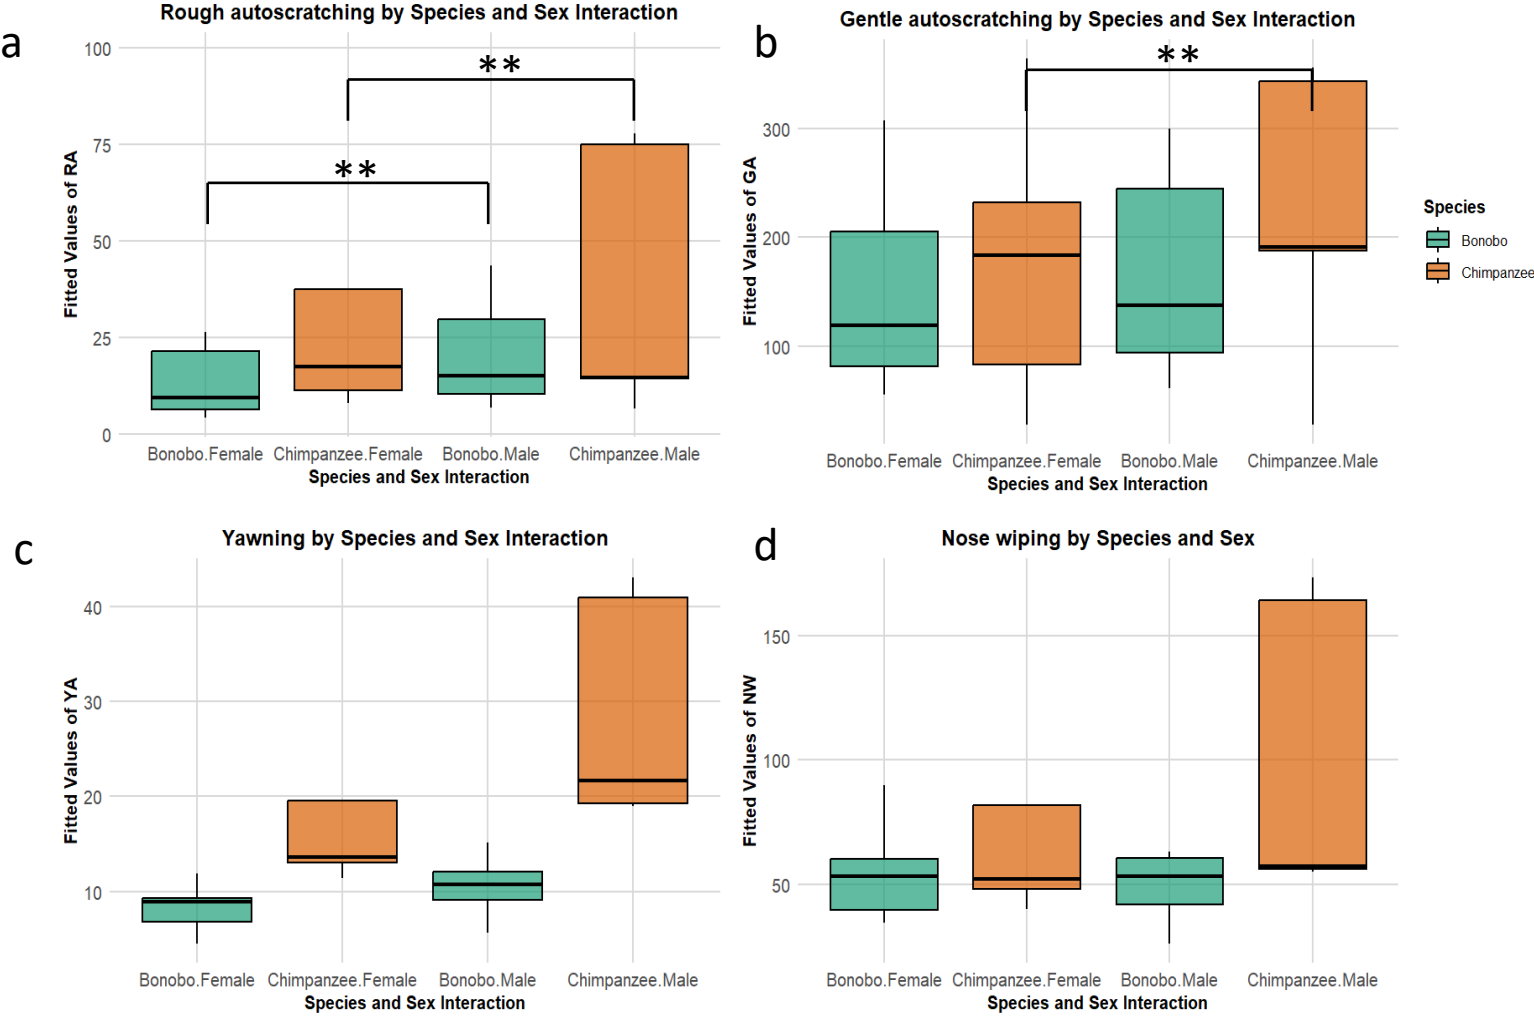 a
Rough autoscratching by Species and Sex Interaction
**
**
Fitted Values of RA
100
75
50
25
0
Bonobo.Female Chimpanzee.Female Bonobo.Male Chimpanzee.Male
Species and Sex Interaction
b
Gentle autoscratching by Species and Sex Interaction
**
Fitted Values of GA
300
200
100
Bonobo.Female Chimpanzee.Female Bonobo.Male Chimpanzee.Male
Species and Sex Interaction
Species
Bonobo
Chimpanzee
c
Yawning by Species and Sex Interaction
Fitted Values of YA
40
30
20
10
Bonobo.Female Chimpanzee.Female Bonobo.Male Chimpanzee.Male
Species and Sex Interaction
d
Nose wiping by Species and Sex
Fitted Values of NW
150
100
50
Bonobo.Female Chimpanzee.Female Bonobo.Male Chimpanzee.Male
Species and Sex Interaction